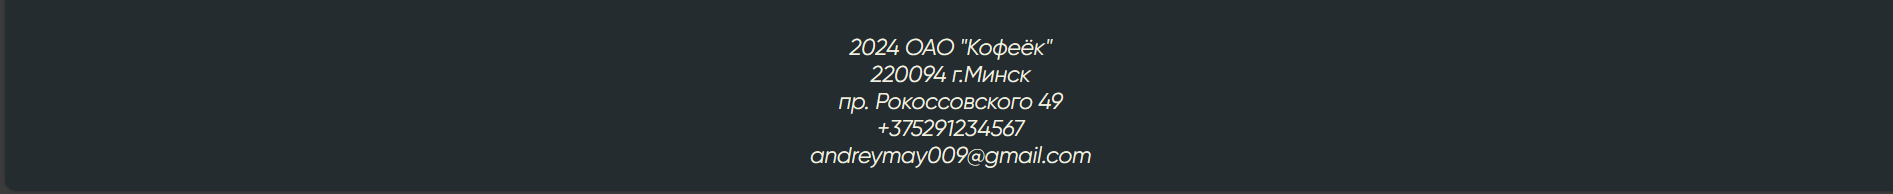 2024 ОАО "Кофеёк"
220094 г.Минск
пр. Рокоссовского 49
+375291234567
andreymay009@gmail.com